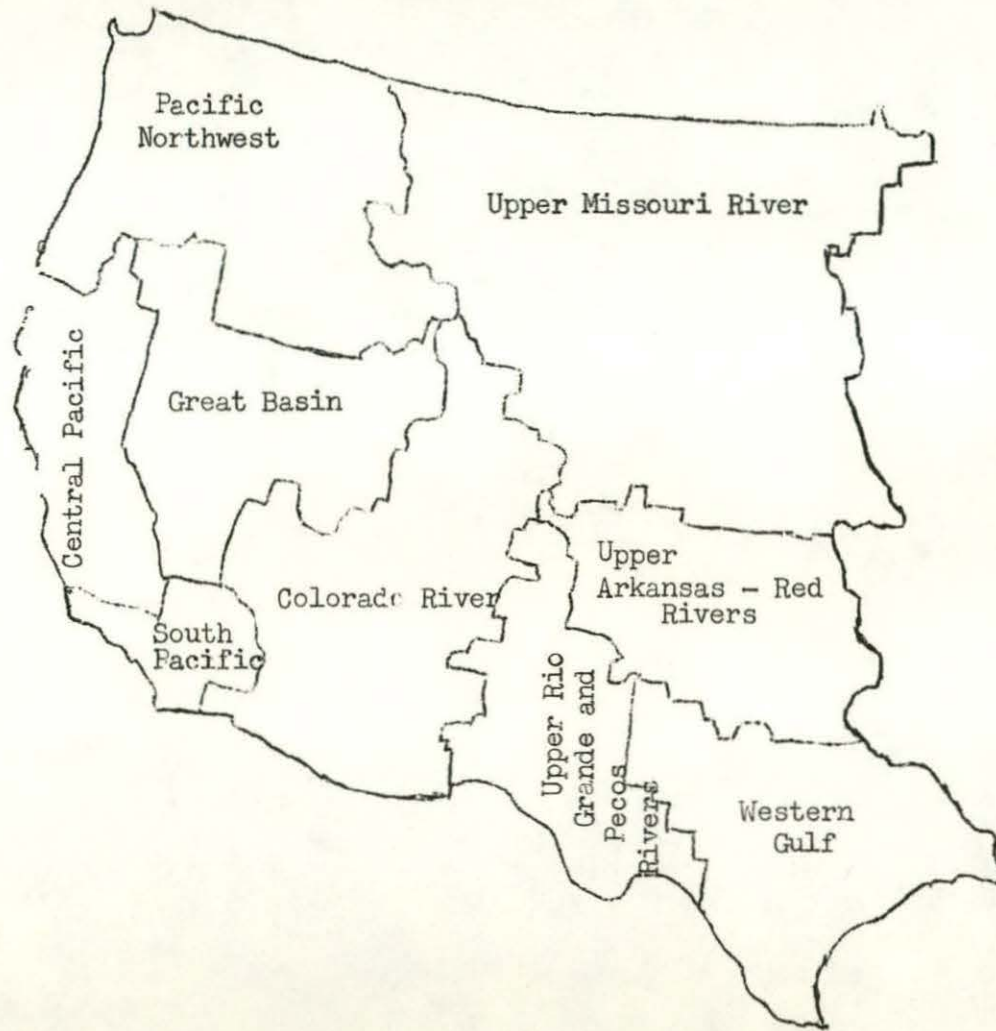 Pacific
Northwest
Upper Missouri River
Central Pacific
Great Basin
Colorado River
South
Pacific
Upper
Arkansas - Red
Rivers
Upper Rio
Grande and
Pecos
Rivers
Western
Gulf